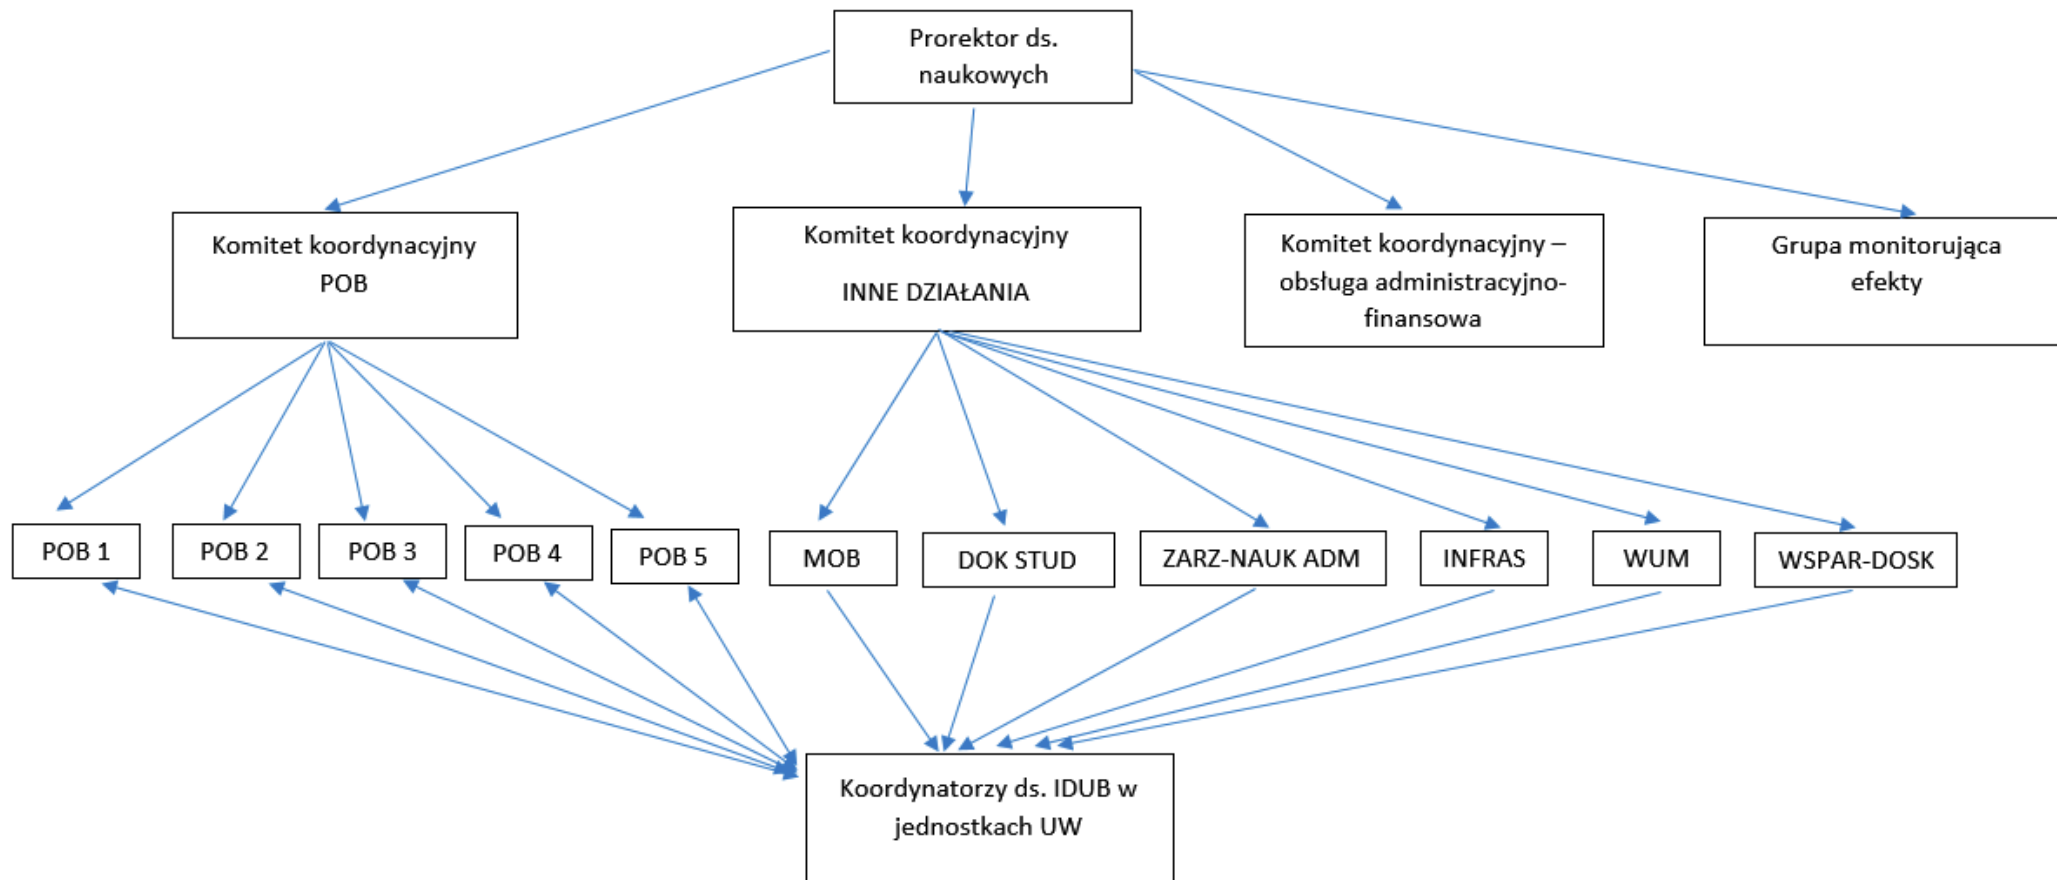 Prorektor ds.
naukowych
Komitet koordynacyjny
POB
Komitet koordynacyjny
INNE DZIAŁANIA
Komitet koordynacyjny –
obsługa administracyjno-
finansowa
Grupa monitorująca
efekty
POB 1
POB 2
POB 3
POB 4
POB 5
MOB
DOK STUD
ZARZ-NAUK ADM
INFRAS
WUM
WSPAR-DOSK
Koordynatorzy ds. IDUB w
jednostkach UW